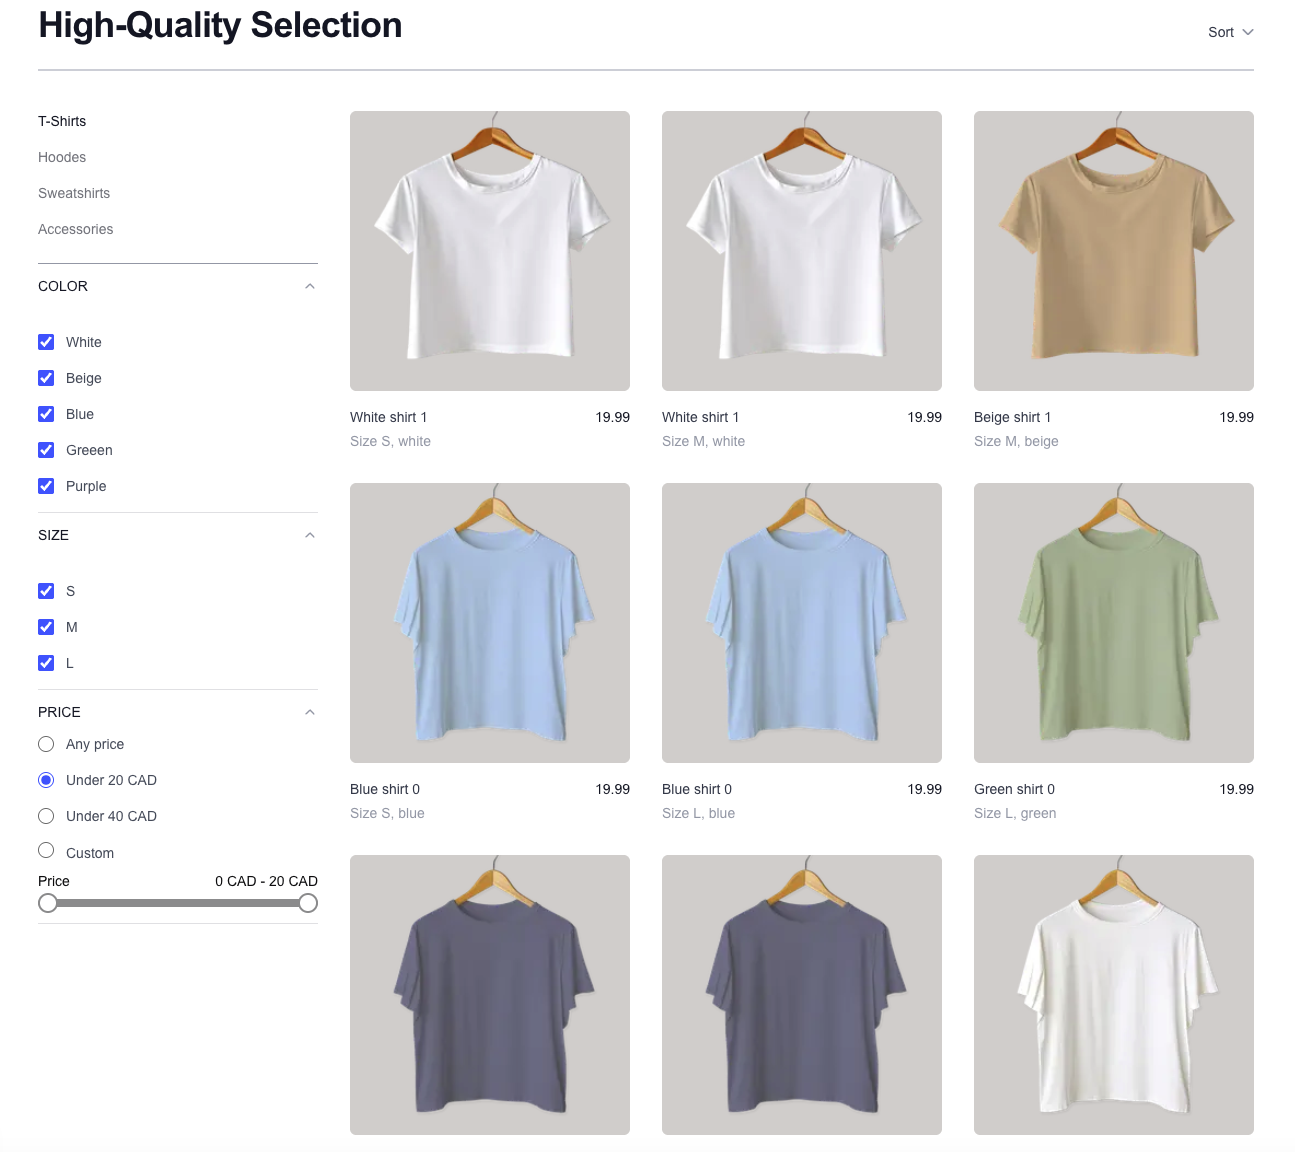 High-Quality Selection
Sort
T-Shirts
Hoodes
Sweatshirts
Accessories
COLOR
White
Beige
Blue
Greeen
Purple
SIZE
S
M
L
PRICE
Any price
Under 20 CAD
Under 40 CAD
Custom
Price 0 CAD - 20 CAD
White shirt 1 19.99
Size S, white
White shirt 1 19.99
Size M, white
Beige shirt 1 19.99
Size M, beige
Blue shirt 0 19.99
Size S, blue
Blue shirt 0 19.99
Size L, blue
Green shirt 0 19.99
Size L, green